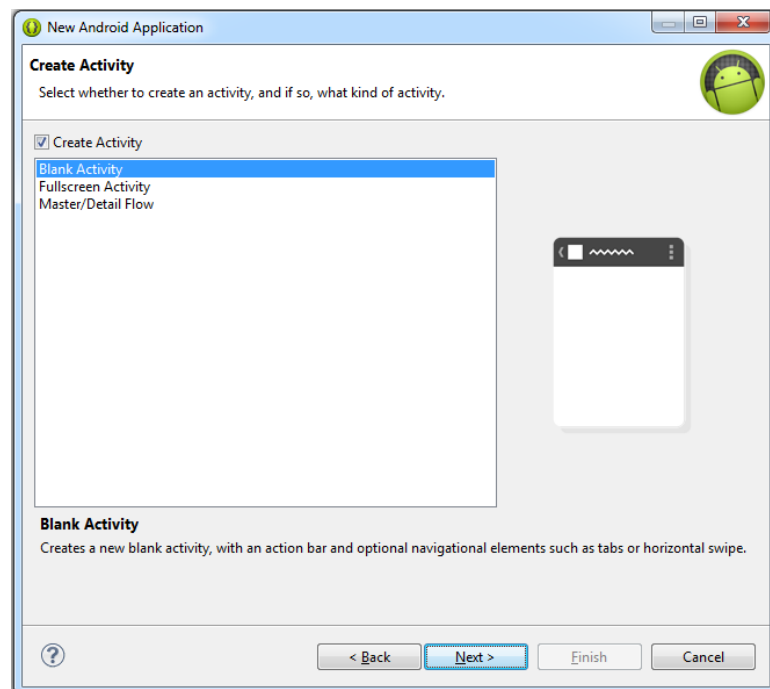 New Android Application
Create Activity
Select whether to create an activity, and if so, what kind of activity.
Create Activity
Blank Activity
Fullscreen Activity
Master/Detail Flow
Blank Activity
Creates a new blank activity, with an action bar and optional navigational elements such as tabs or horizontal swipe.
? < Back Next > Finish Cancel